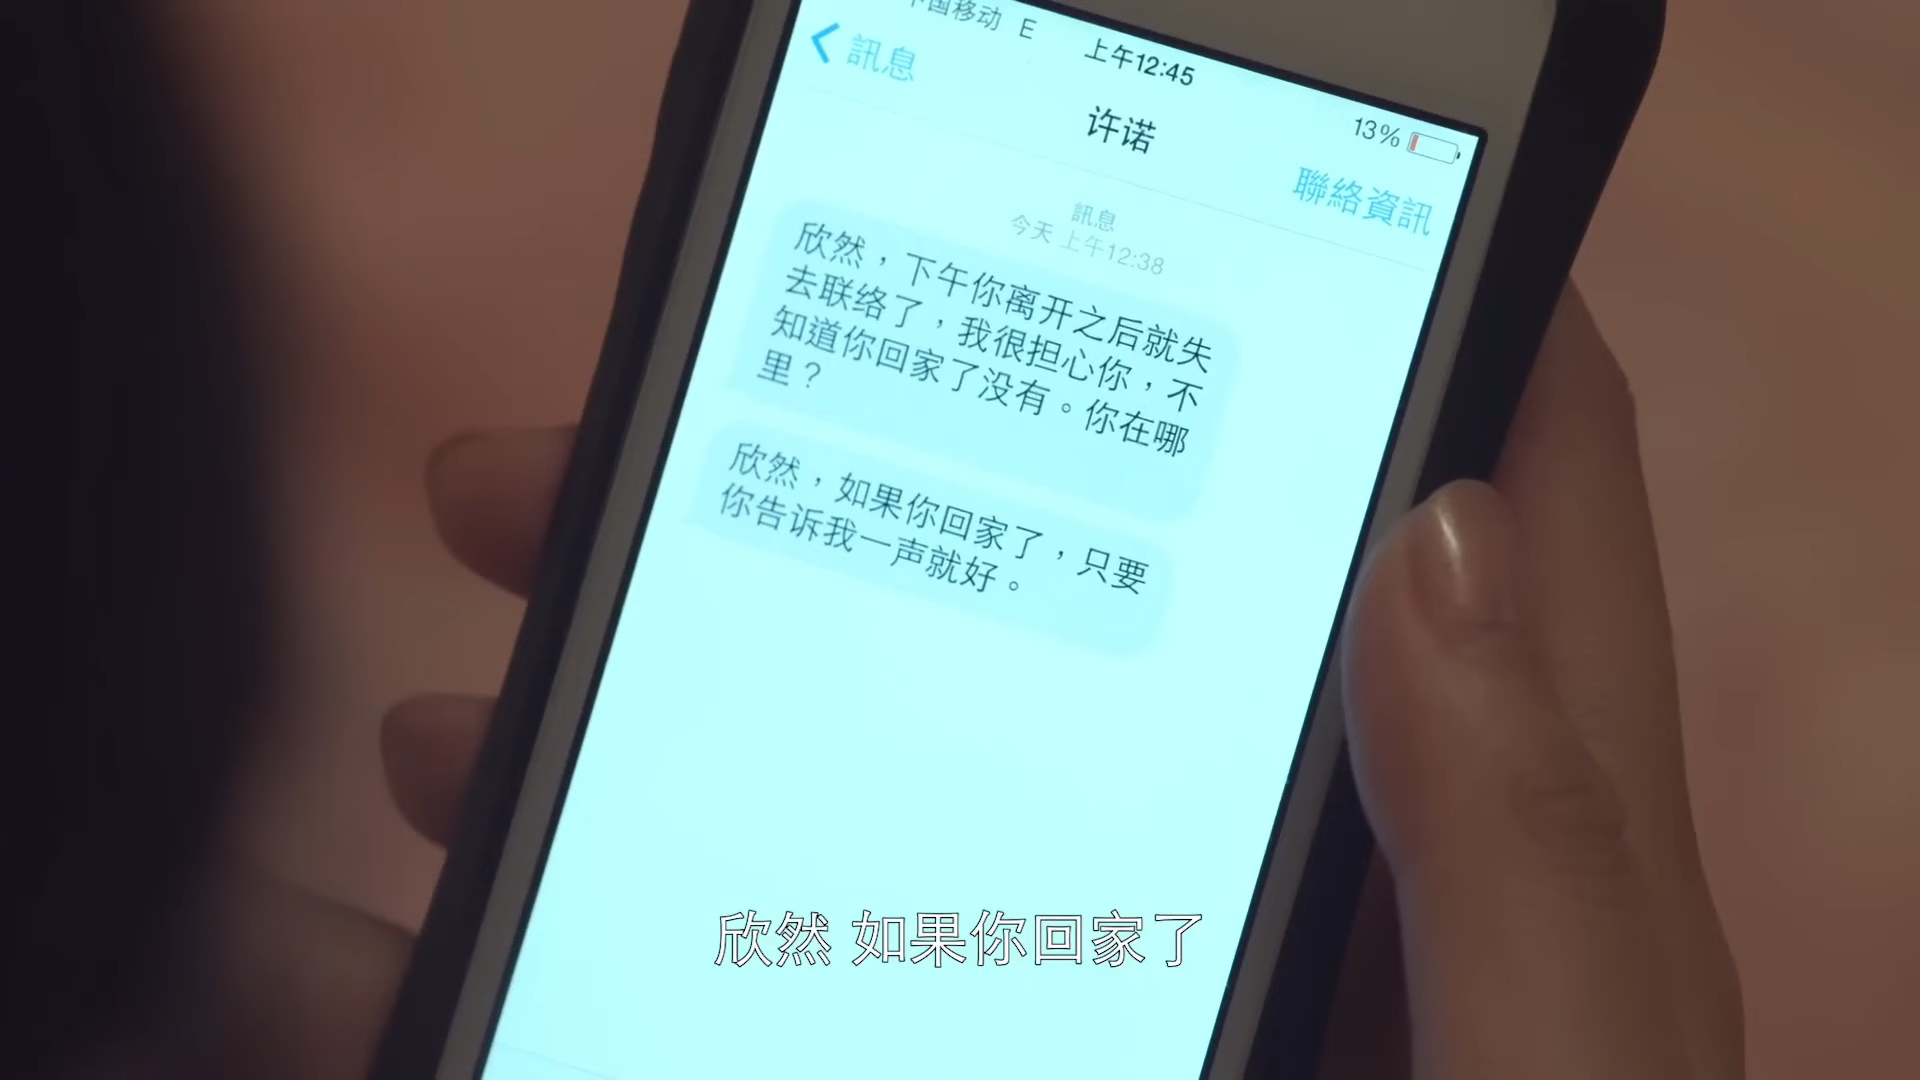 中国移动 E 上午12:45 13%
訊息 许诺 聯絡資訊
訊息
今天 上午12:38
欣然，下午你离开之后就失
去联络了，我很担心你，不
知道你回家了没有。你在哪
里？
欣然，如果你回家了，只要
你告诉我一声就好。
欣然 如果你回家了